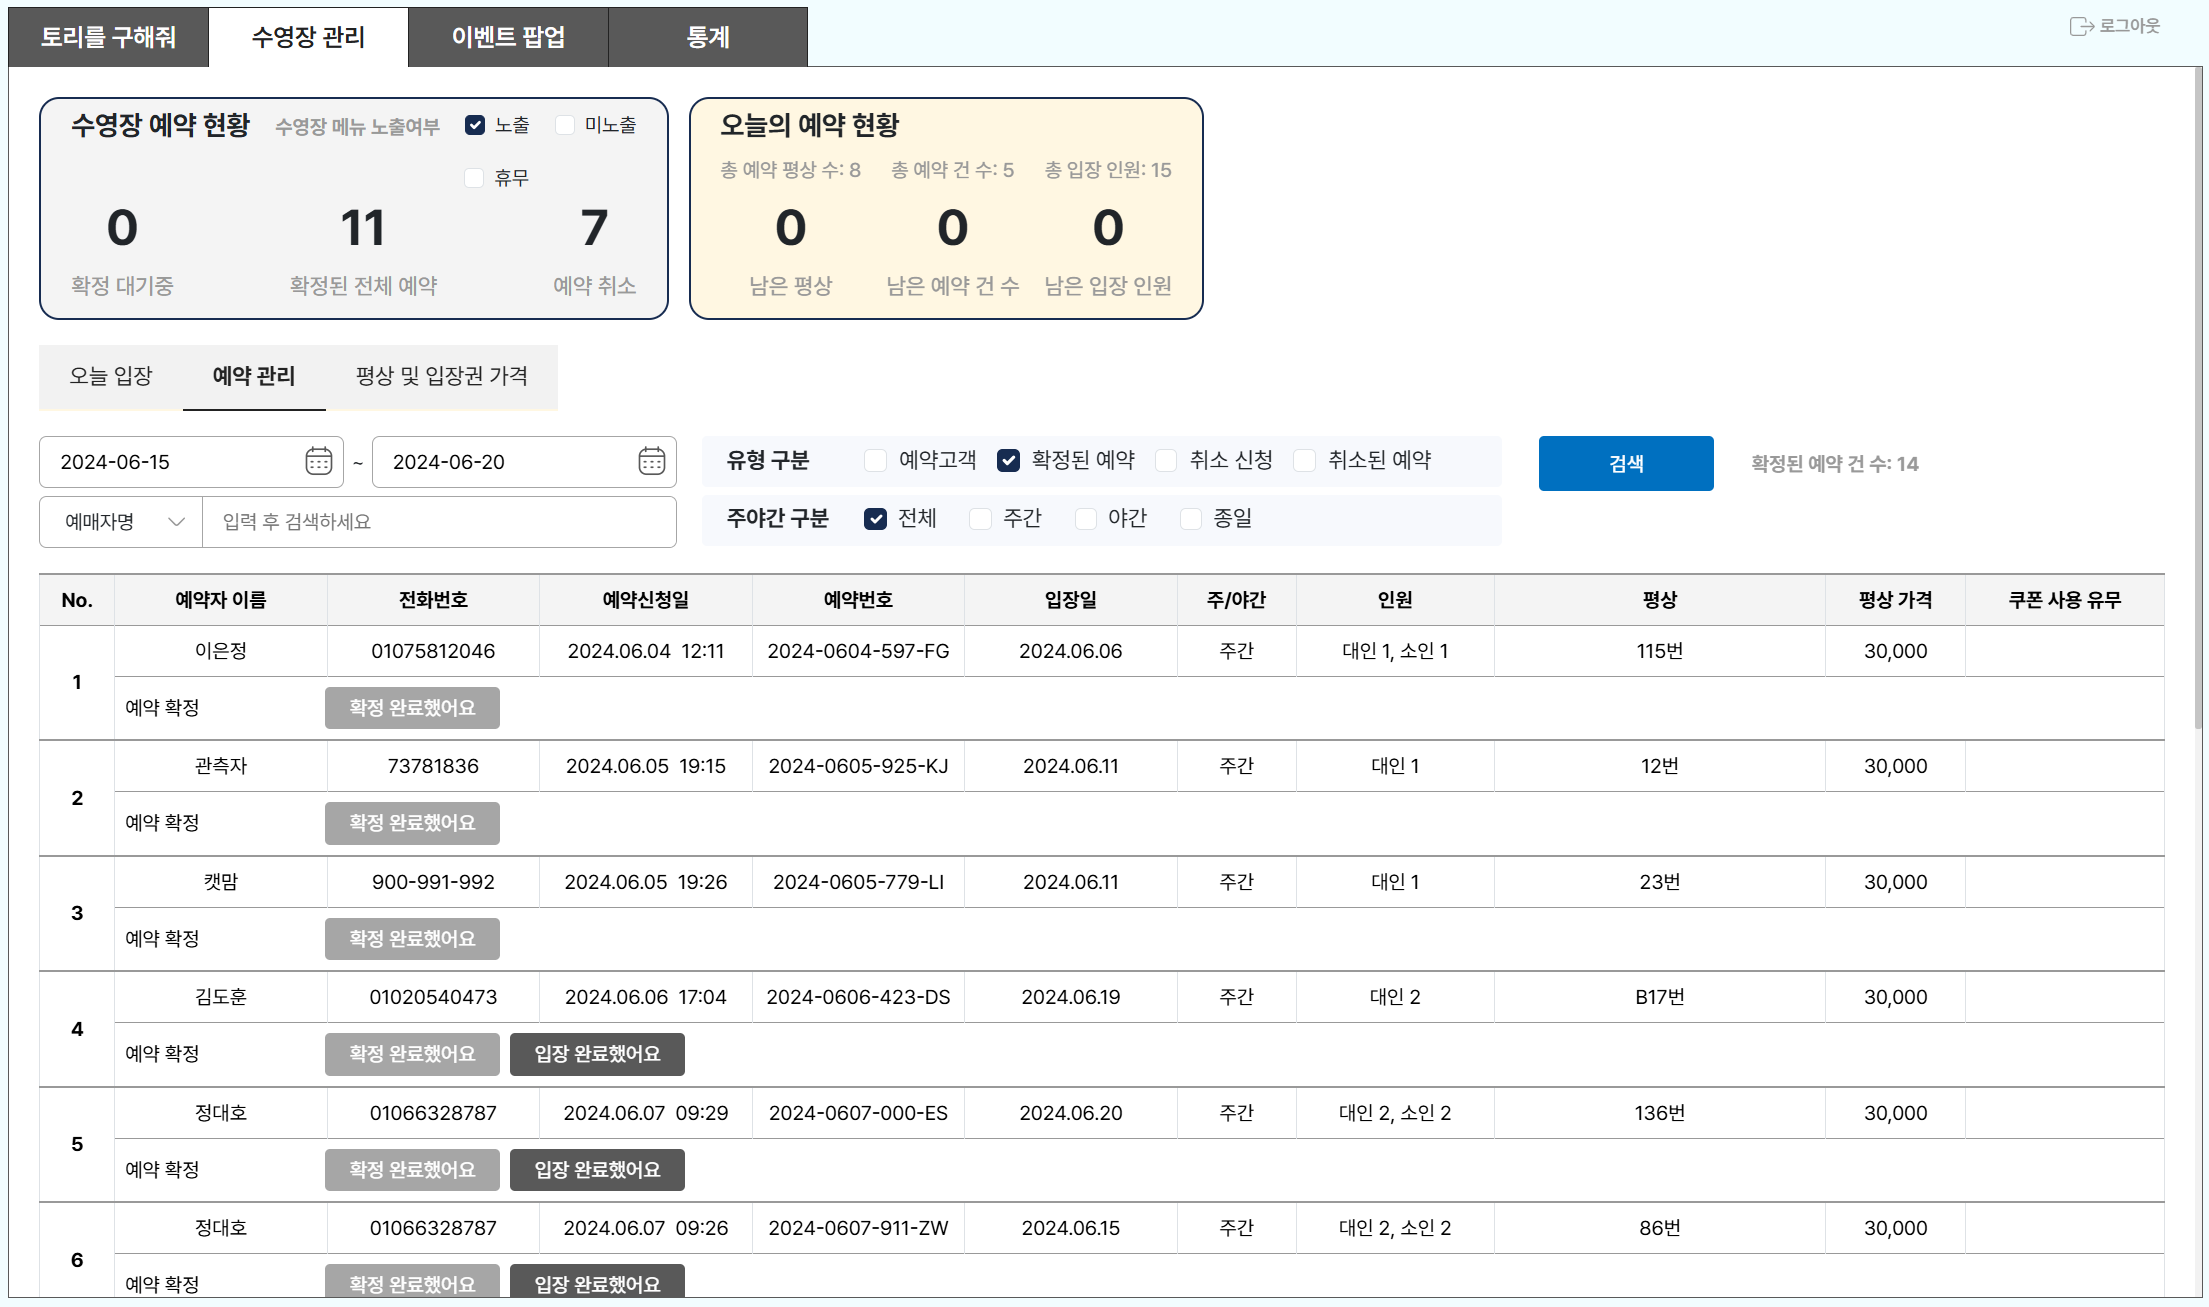 토리를 구해줘 수영장 관리 이벤트 팝업 통계 로그아웃
수영장 예약 현황 수영장 메뉴 노출여부 노출 미노출
휴무
0 11 7
확정 대기중 확정된 전체 예약 예약 취소
오늘의 예약 현황
총 예약 평상 수: 8 총 예약 건 수: 5 총 입장 인원: 15
0 0 0
남은 평상 남은 예약 건 수 남은 입장 인원
오늘 입장 예약 관리 평상 및 입장권 가격
2024-06-15 ~ 2024-06-20 유형 구분 예약고객 확정된 예약 취소 신청 취소된 예약 검색 확정된 예약 건 수: 14
예매자명 입력 후 검색하세요 주야간 구분 전체 주간 야간 종일
No. 예약자 이름 전화번호 예약신청일 예약번호 입장일 주/야간 인원 평상 평상 가격 쿠폰 사용 유무
1 이은정 01075812046 2024.06.04 12:11 2024-0604-597-FG 2024.06.06 주간 대인 1, 소인 1 115번 30,000
예약 확정 확정 완료했어요
2 관측자 73781836 2024.06.05 19:15 2024-0605-925-KJ 2024.06.11 주간 대인 1 12번 30,000
예약 확정 확정 완료했어요
3 캣맘 900-991-992 2024.06.05 19:26 2024-0605-779-LI 2024.06.11 주간 대인 1 23번 30,000
예약 확정 확정 완료했어요
4 김도훈 01020540473 2024.06.06 17:04 2024-0606-423-DS 2024.06.19 주간 대인 2 B17번 30,000
예약 확정 확정 완료했어요 입장 완료했어요
5 정대호 01066328787 2024.06.07 09:29 2024-0607-000-ES 2024.06.20 주간 대인 2, 소인 2 136번 30,000
예약 확정 확정 완료했어요 입장 완료했어요
6 정대호 01066328787 2024.06.07 09:26 2024-0607-911-ZW 2024.06.15 주간 대인 2, 소인 2 86번 30,000
예약 확정 확정 완료했어요 입장 완료했어요